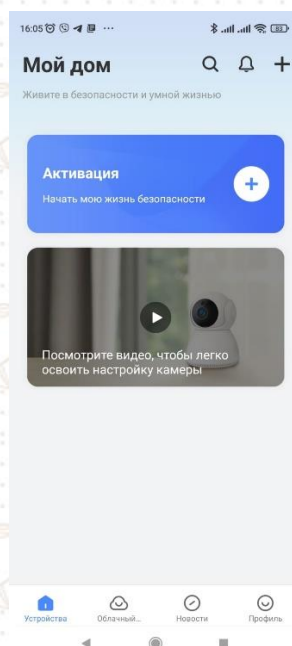 16:05
83
Мой дом
Живите в безопасности и умной жизнью
Активация
Начать мою жизнь безопасности
Посмотрите видео, чтобы легко
освоить настройку камеры
Устройства Облачный... Новости Профиль